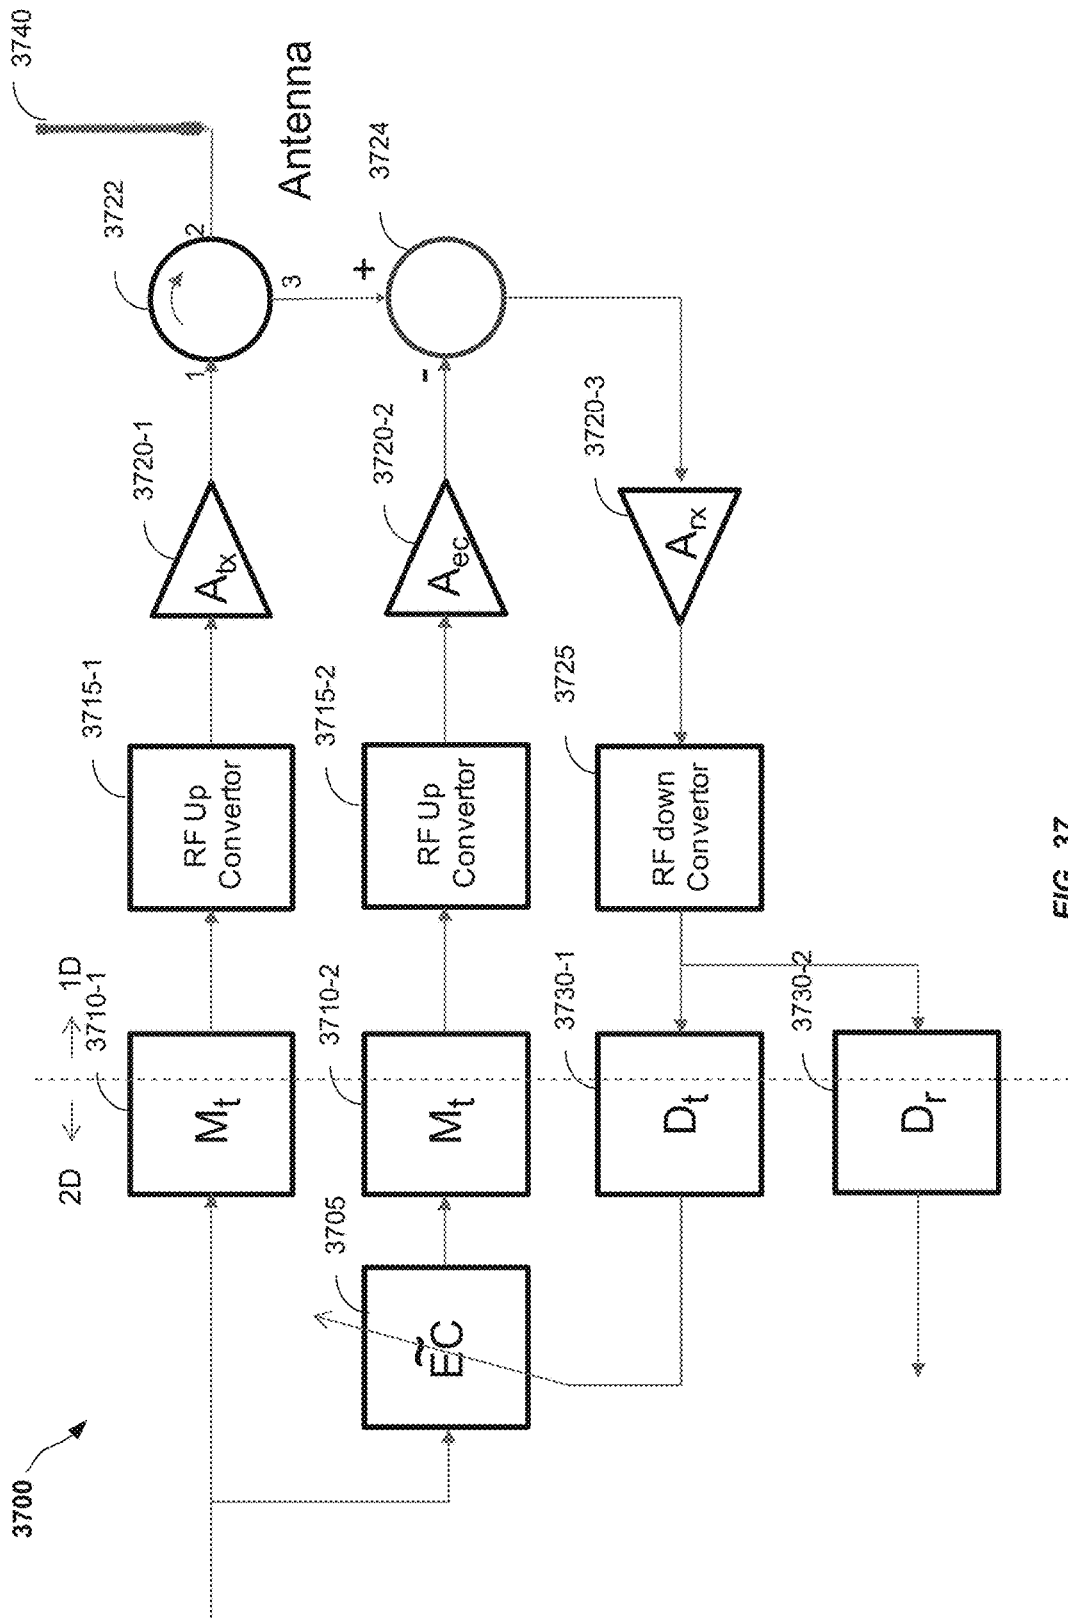 3700
2D
1D
3710-1
M_t
3715-1
RF Up
Convertor
3720-1
A_tx
1
2
3
3722
3740
Antenna
3705
ẼC
3710-2
M_t
3715-2
RF Up
Convertor
3720-2
A_ec
-
+
3724
3730-1
D_t
3725
RF down
Convertor
3720-3
A_rx
3730-2
D_r
FIG. 37